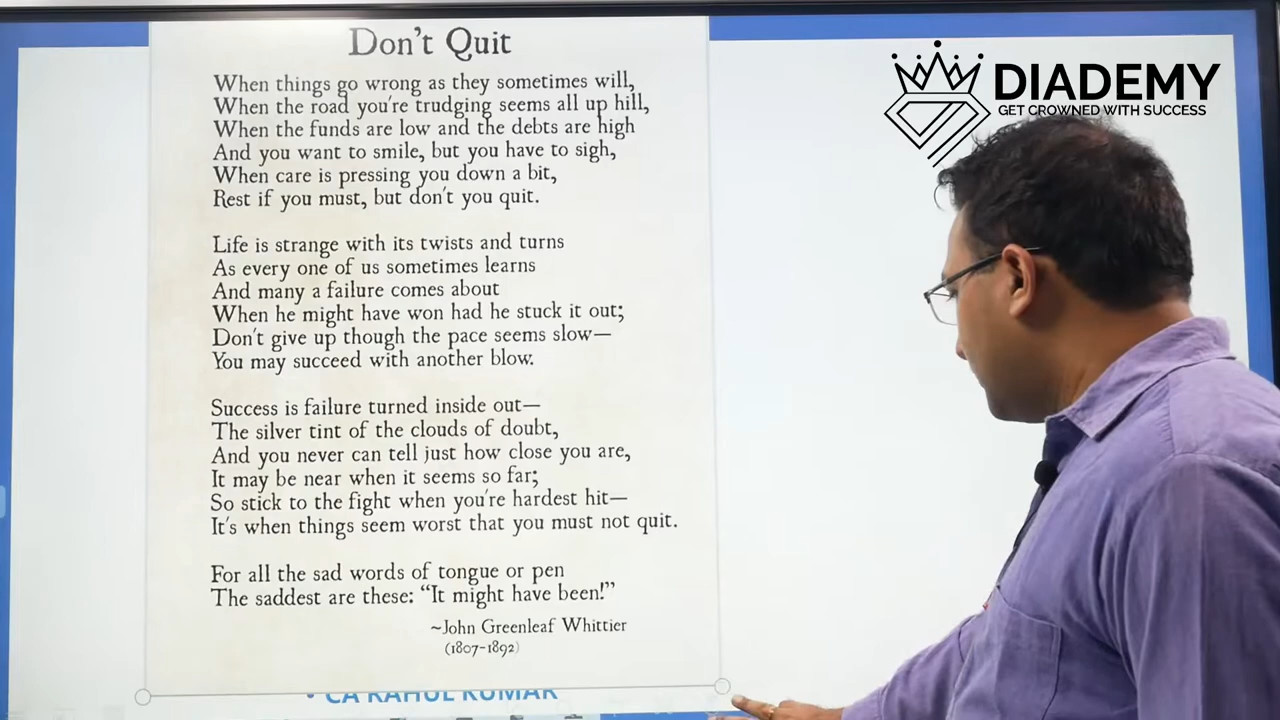 Don't Quit
When things go wrong as they sometimes will,
When the road you're trudging seems all up hill,
When the funds are low and the debts are high
And you want to smile, but you have to sigh,
When care is pressing you down a bit,
Rest if you must, but don't you quit.
Life is strange with its twists and turns
As every one of us sometimes learns
And many a failure comes about
When he might have won had he stuck it out;
Don't give up though the pace seems slow—
You may succeed with another blow.
Success is failure turned inside out—
The silver tint of the clouds of doubt,
And you never can tell just how close you are,
It may be near when it seems so far;
So stick to the fight when you're hardest hit—
It's when things seem worst that you must not quit.
For all the sad words of tongue or pen
The saddest are these: “It might have been!”
~John Greenleaf Whittier
(1807-1892)
• CA RAHUL KUMAR
DIADEMY
GET CROWNED WITH SUCCESS